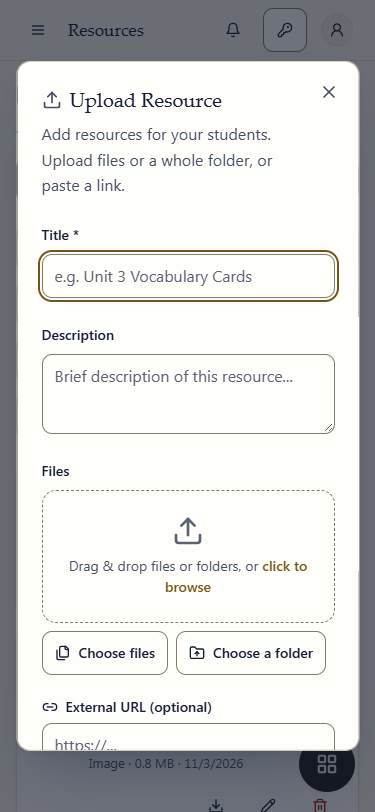 Resources
Upload Resource
Add resources for your students.
Upload files or a whole folder, or
paste a link.
Title *
e.g. Unit 3 Vocabulary Cards
Description
Brief description of this resource...
Files
Drag & drop files or folders, or click to
browse
Choose files
Choose a folder
External URL (optional)
https://...
Image · 0.8 MB · 11/3/2026